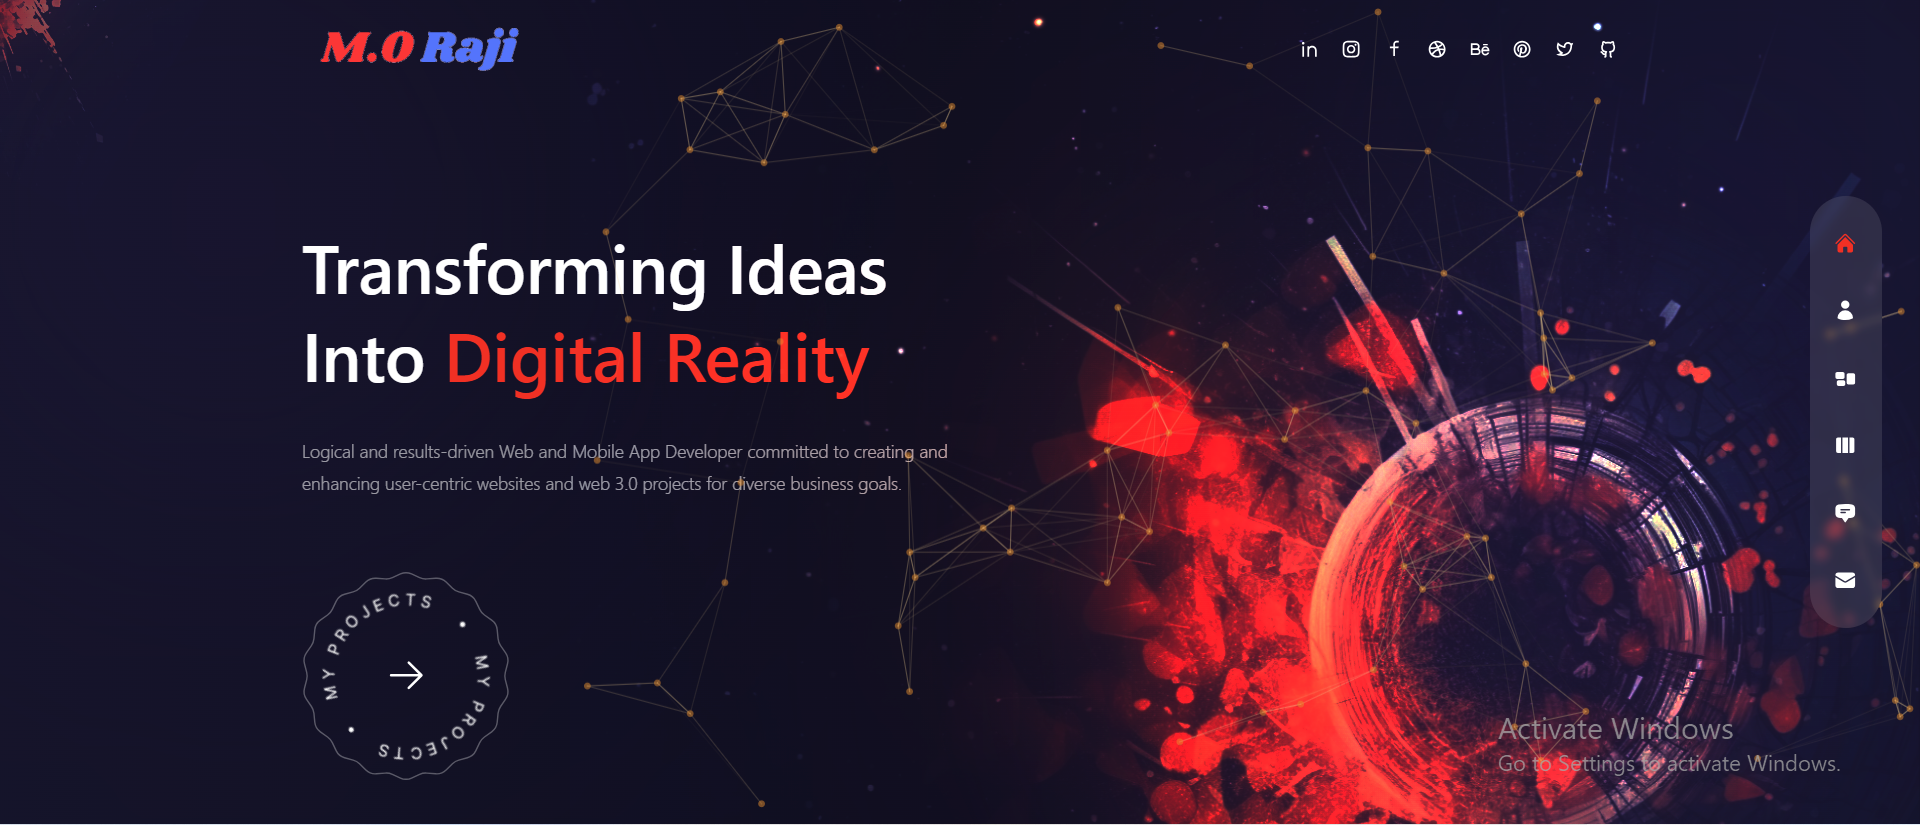 M.O Raji
Transforming Ideas
Into Digital Reality
Logical and results-driven Web and Mobile App Developer committed to creating and
enhancing user-centric websites and web 3.0 projects for diverse business goals.
MY PROJECTS • MY PROJECTS •
Activate Windows
Go to Settings to activate Windows.